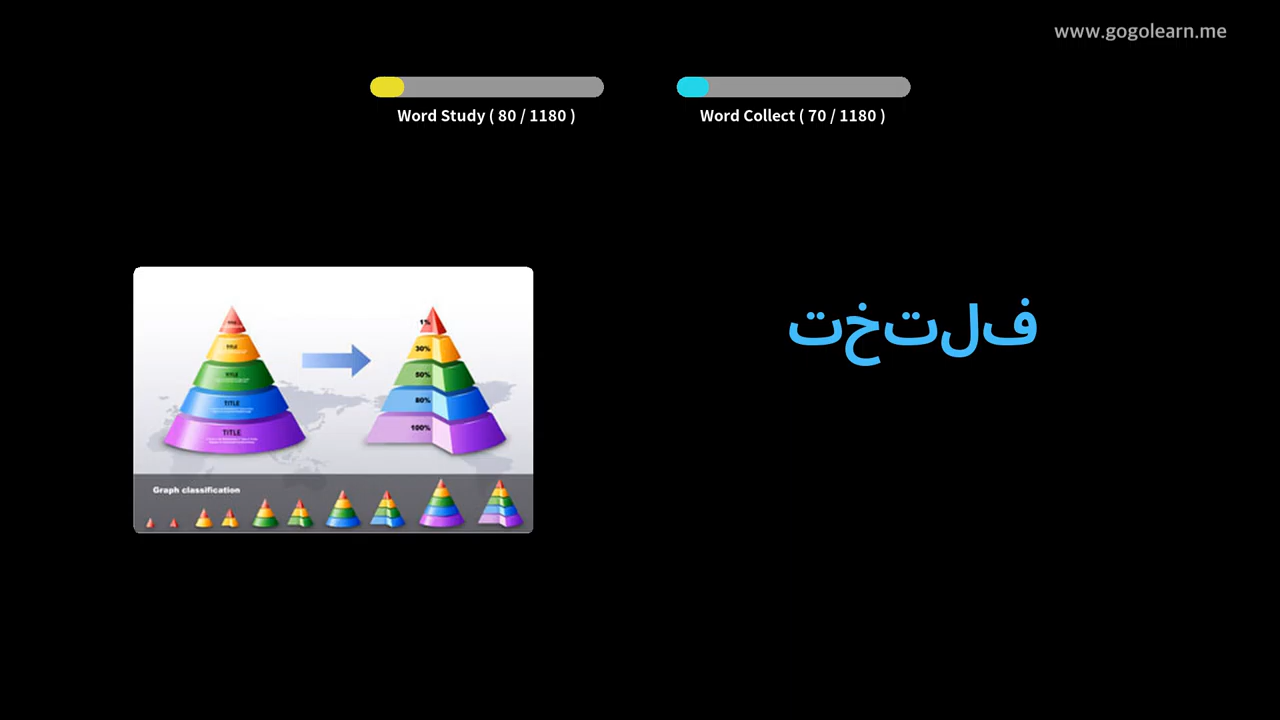 www.gogolearn.me
Word Study ( 80 / 1180 )
Word Collect ( 70 / 1180 )
فلتخت
TITLE
TITLE
TITLE
TITLE
1%
30%
50%
80%
100%
Graph classification